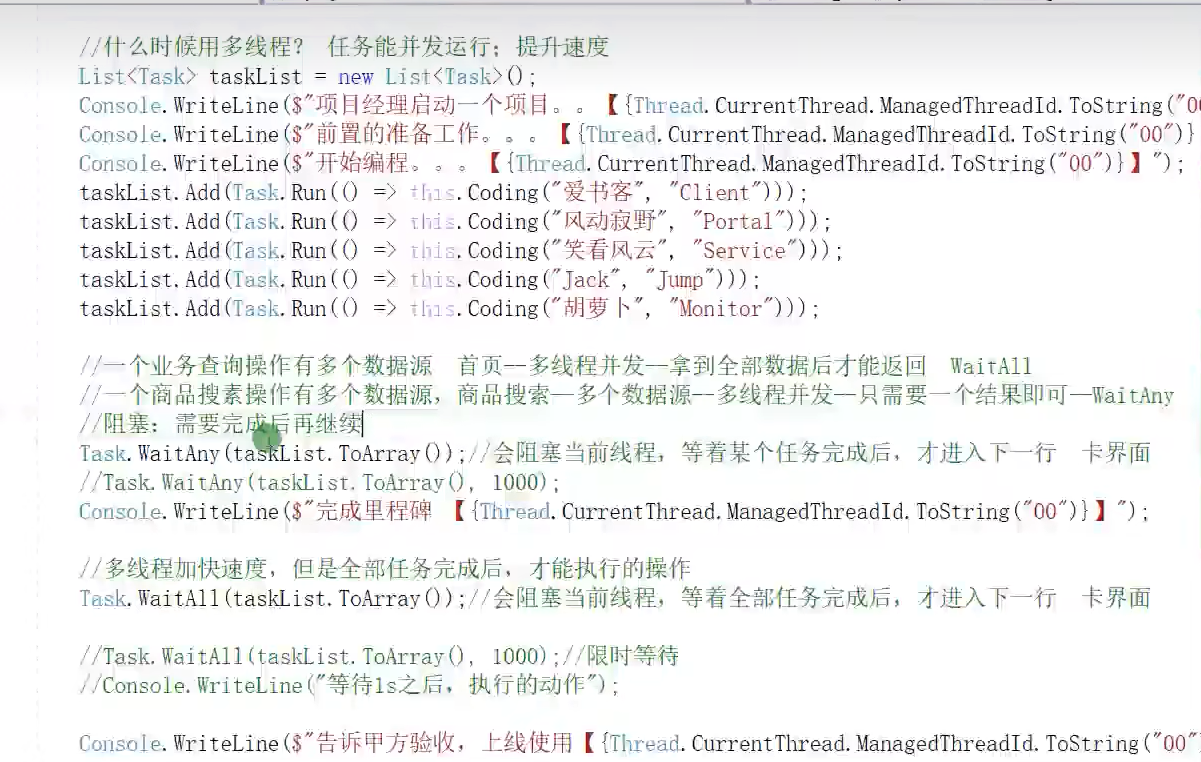 //什么时候用多线程? 任务能并发运行；提升速度
List<Task> taskList = new List<Task>();
Console.WriteLine($"项目经理启动一个项目。。【{Thread.CurrentThread.ManagedThreadId.ToString("00
Console.WriteLine($"前置的准备工作。。。【{Thread.CurrentThread.ManagedThreadId.ToString("00")}
Console.WriteLine($"开始编程。。。【{Thread.CurrentThread.ManagedThreadId.ToString("00")}】");
taskList.Add(Task.Run(() => this.Coding("爱书客", "Client")));
taskList.Add(Task.Run(() => this.Coding("风动寂野", "Portal")));
taskList.Add(Task.Run(() => this.Coding("笑看风云", "Service")));
taskList.Add(Task.Run(() => this.Coding("Jack", "Jump")));
taskList.Add(Task.Run(() => this.Coding("胡萝卜", "Monitor")));
//一个业务查询操作有多个数据源 首页--多线程并发--拿到全部数据后才能返回 WaitAll
//一个商品搜素操作有多个数据源，商品搜索--多个数据源--多线程并发--只需要一个结果即可--WaitAny
//阻塞：需要完成后再继续
Task.WaitAny(taskList.ToArray());//会阻塞当前线程，等着某个任务完成后，才进入下一行 卡界面
//Task.WaitAny(taskList.ToArray(), 1000);
Console.WriteLine($"完成里程碑 【{Thread.CurrentThread.ManagedThreadId.ToString("00")}】");
//多线程加快速度，但是全部任务完成后，才能执行的操作
Task.WaitAll(taskList.ToArray());//会阻塞当前线程，等着全部任务完成后，才进入下一行 卡界面
//Task.WaitAll(taskList.ToArray(), 1000);//限时等待
//Console.WriteLine("等待1s之后，执行的动作");
Console.WriteLine($"告诉甲方验收，上线使用【{Thread.CurrentThread.ManagedThreadId.ToString("00"